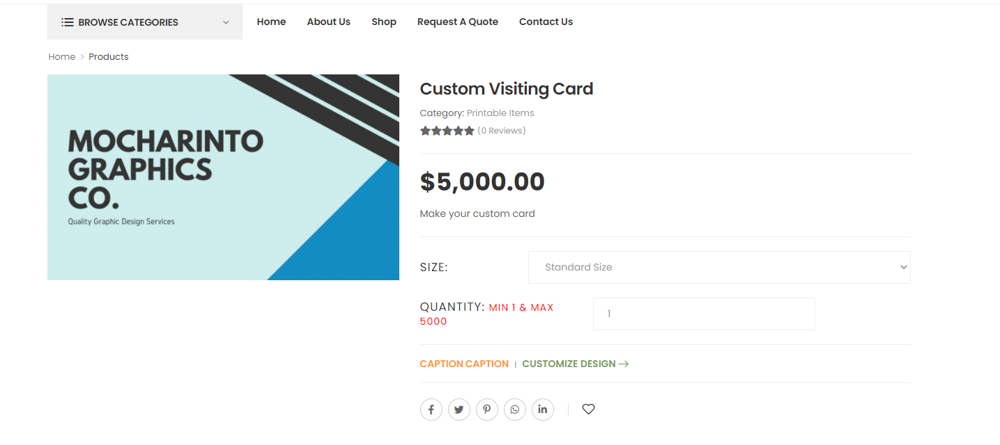 BROWSE CATEGORIES
Home About Us Shop Request A Quote Contact Us
Home > Products
MOCHARINTO
GRAPHICS
CO.
Quality Graphic Design Services
Custom Visiting Card
Category: Printable Items
(0 Reviews)
$5,000.00
Make your custom card
SIZE: Standard Size
QUANTITY: MIN 1 & MAX
5000
1
CAPTION CAPTION | CUSTOMIZE DESIGN →